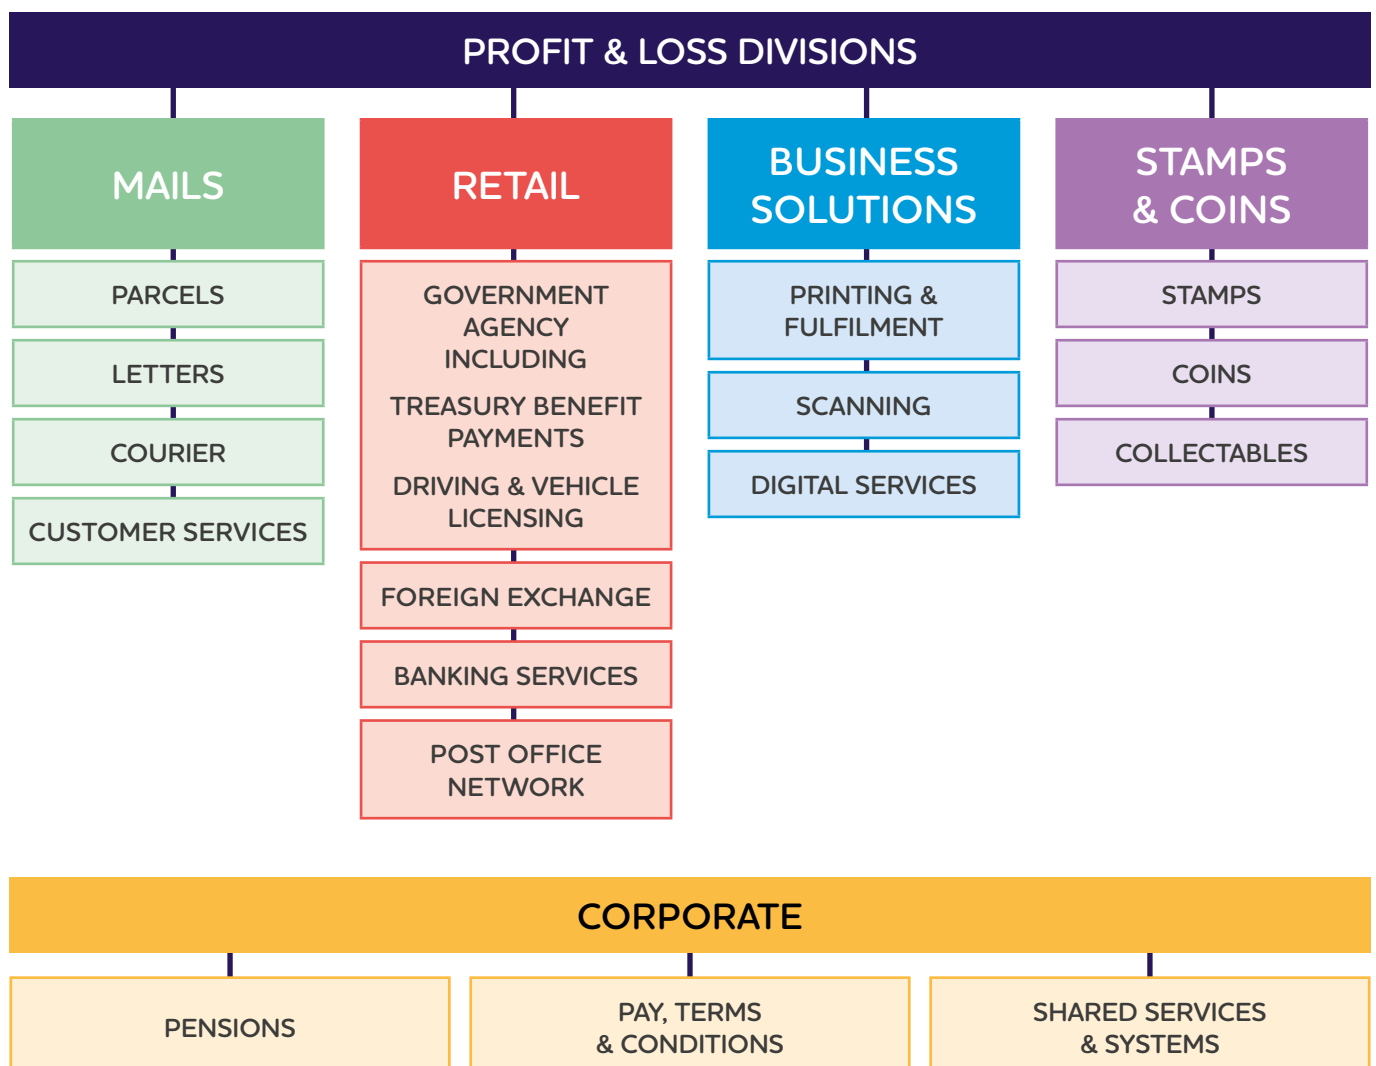 PROFIT & LOSS DIVISIONS
MAILS
PARCELS
LETTERS
COURIER
CUSTOMER SERVICES
RETAIL
GOVERNMENT
AGENCY
INCLUDING
TREASURY BENEFIT
PAYMENTS
DRIVING & VEHICLE
LICENSING
FOREIGN EXCHANGE
BANKING SERVICES
POST OFFICE
NETWORK
BUSINESS
SOLUTIONS
PRINTING &
FULFILMENT
SCANNING
DIGITAL SERVICES
STAMPS
& COINS
STAMPS
COINS
COLLECTABLES
CORPORATE
PENSIONS
PAY, TERMS
& CONDITIONS
SHARED SERVICES
& SYSTEMS